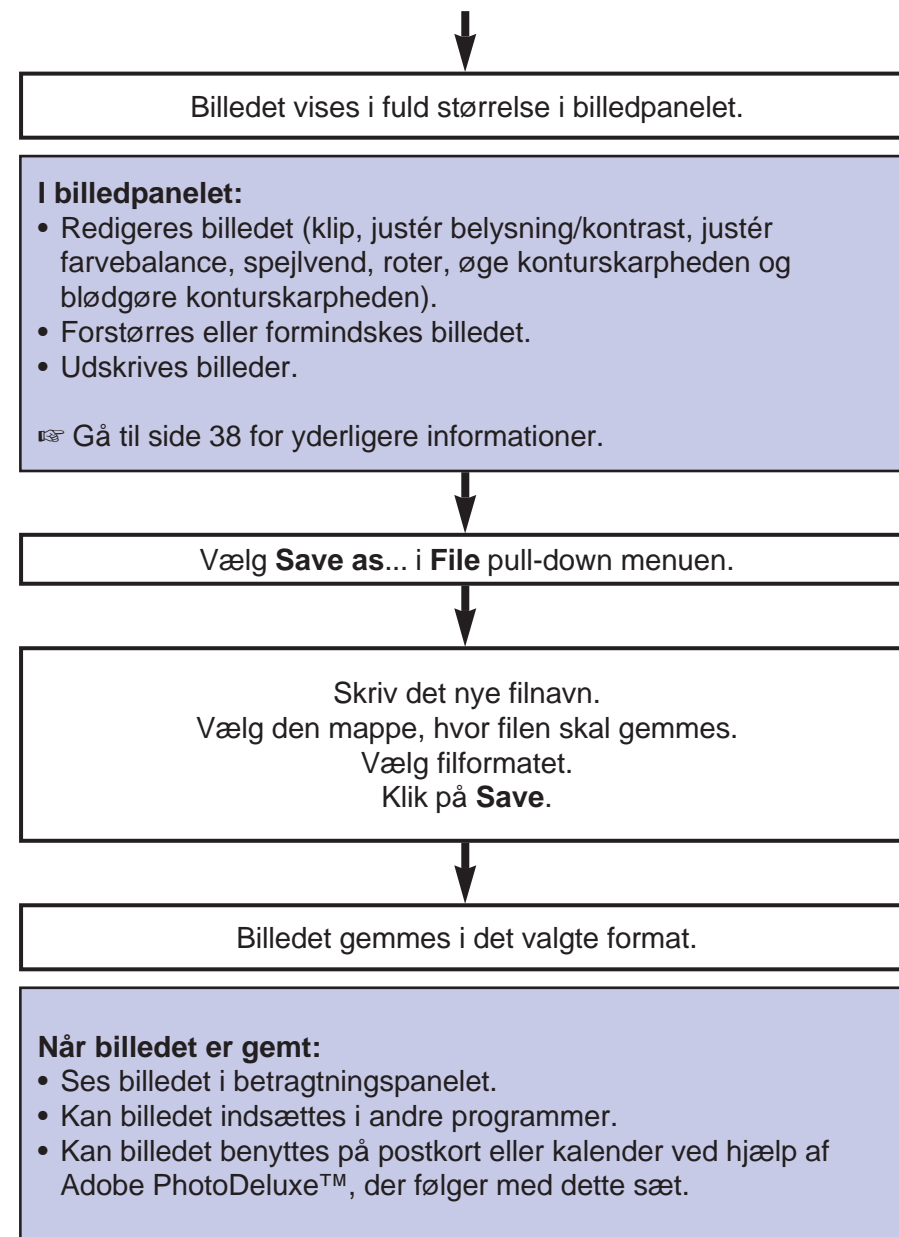 Billedet vises i fuld størrelse i billedpanelet.
I billedpanelet:
• Redigeres billedet (klip, justér belysning/kontrast, justér
farvebalance, spejlvend, roter, øge konturskarpheden og
blødgøre konturskarpheden).
• Forstørres eller formindskes billedet.
• Udskrives billeder.
☞ Gå til side 38 for yderligere informationer.
Vælg Save as... i File pull-down menuen.
Skriv det nye filnavn.
Vælg den mappe, hvor filen skal gemmes.
Vælg filformatet.
Klik på Save.
Billedet gemmes i det valgte format.
Når billedet er gemt:
• Ses billedet i betragtningspanelet.
• Kan billedet indsættes i andre programmer.
• Kan billedet benyttes på postkort eller kalender ved hjælp af
Adobe PhotoDeluxe™, der følger med dette sæt.